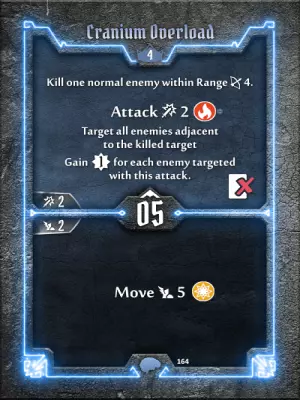 Cranium Overload
4
Kill one normal enemy within Range 4.
Attack 2
Target all enemies adjacent
to the killed target
Gain 1 for each enemy targeted
with this attack.
2
05
2
Move 5
164